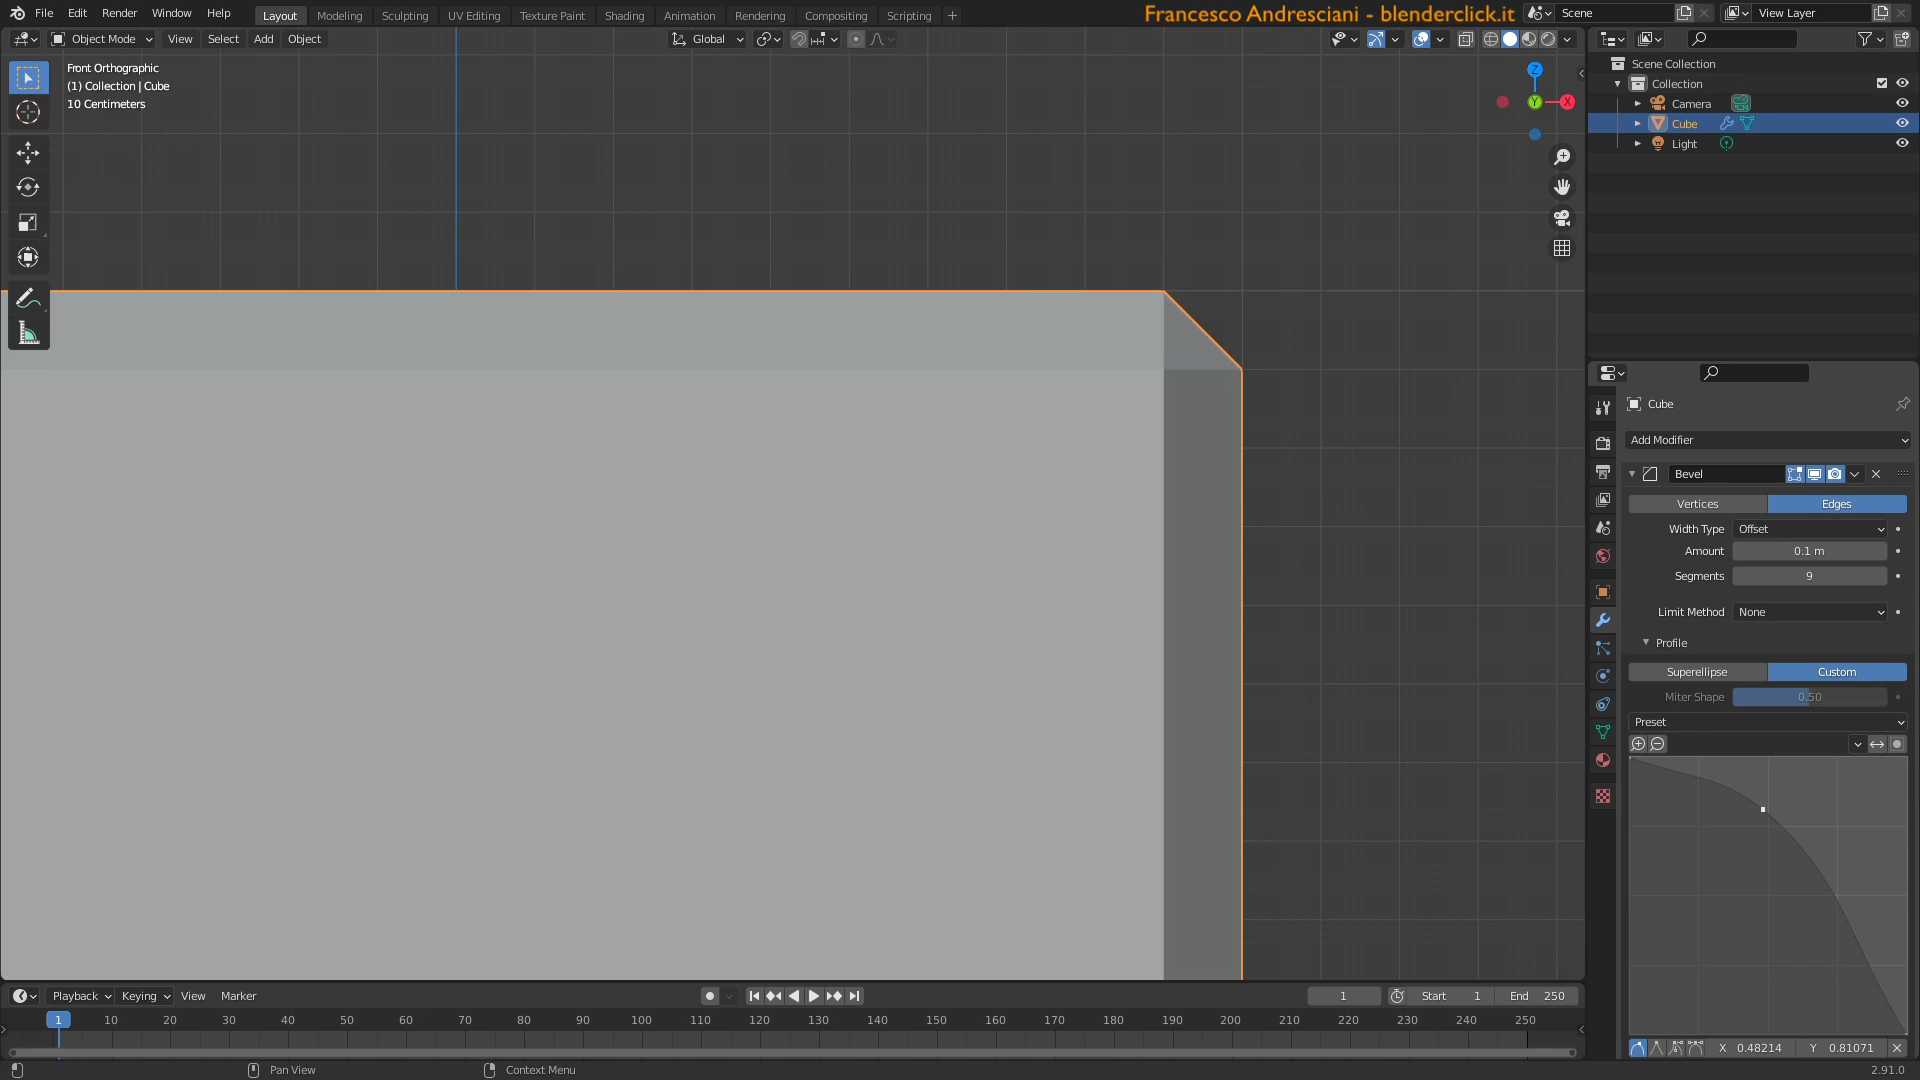 File Edit Render Window Help Layout Modeling Sculpting UV Editing Texture Paint Shading Animation Rendering Compositing Scripting + Francesco Andresciani - blenderclick.it Scene View Layer
Object Mode View Select Add Object Global
Front Orthographic
(1) Collection | Cube
10 Centimeters
Z
Y
X
Scene Collection
Collection
Camera
Cube
Light
Cube
Add Modifier
Bevel
Vertices Edges
Width Type Offset
Amount 0.1 m
Segments 9
Limit Method None
Profile
Superellipse Custom
Miter Shape 0.50
Preset
X 0.48214 Y 0.81071
Playback Keying View Marker 1 Start 1 End 250
1 10 20 30 40 50 60 70 80 90 100 110 120 130 140 150 160 170 180 190 200 210 220 230 240 250
Pan View Context Menu 2.91.0